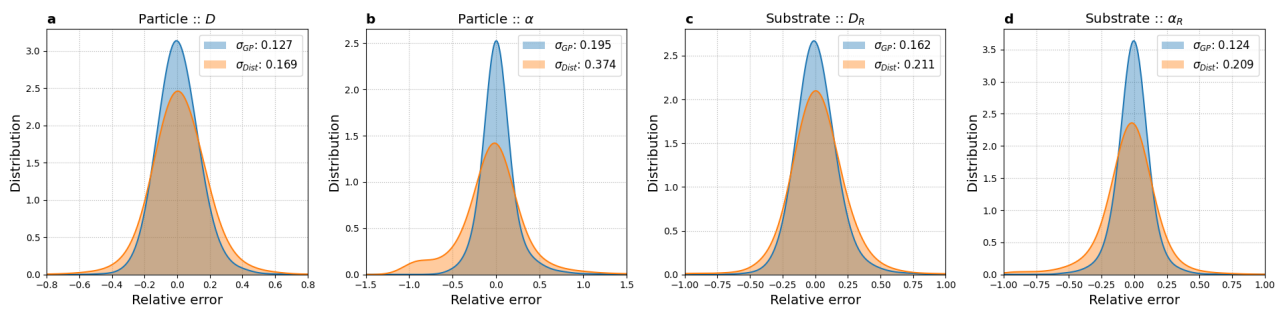 a Particle :: D
σGP: 0.127
σDist: 0.169
Distribution
3.0
2.5
2.0
1.5
1.0
0.5
0.0
−0.8 −0.6 −0.4 −0.2 0.0 0.2 0.4 0.6 0.8
Relative error
b Particle :: α
σGP: 0.195
σDist: 0.374
Distribution
2.5
2.0
1.5
1.0
0.5
0.0
−1.5 −1.0 −0.5 0.0 0.5 1.0 1.5
Relative error
c Substrate :: DR
σGP: 0.162
σDist: 0.211
Distribution
2.5
2.0
1.5
1.0
0.5
0.0
−1.00 −0.75 −0.50 −0.25 0.00 0.25 0.50 0.75 1.00
Relative error
d Substrate :: αR
σGP: 0.124
σDist: 0.209
Distribution
3.5
3.0
2.5
2.0
1.5
1.0
0.5
0.0
−1.00 −0.75 −0.50 −0.25 0.00 0.25 0.50 0.75 1.00
Relative error